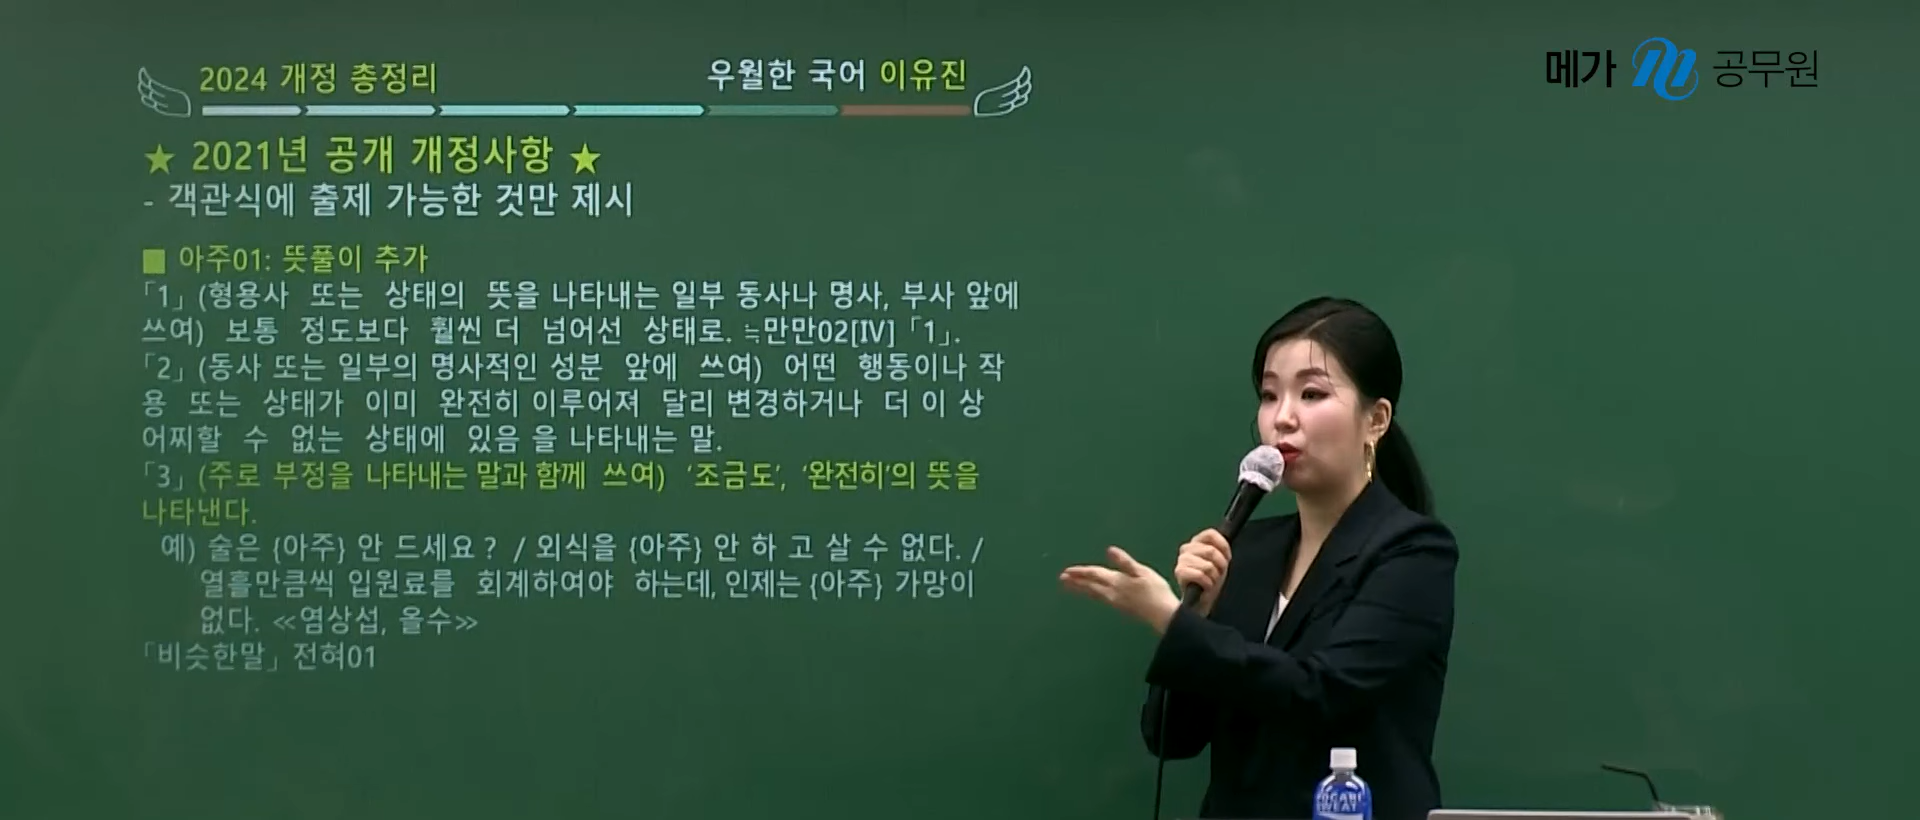 2024 개정 총정리
우월한 국어 이유진
메가 공무원
★ 2021년 공개 개정사항 ★
- 객관식에 출제 가능한 것만 제시
■ 아주01: 뜻풀이 추가
「1」 (형용사 또는 상태의 뜻을 나타내는 일부 동사나 명사, 부사 앞에
쓰여) 보통 정도보다 훨씬 더 넘어선 상태로. ≒만만02[Ⅳ]「1」.
「2」 (동사 또는 일부의 명사적인 성분 앞에 쓰여) 어떤 행동이나 작
용 또는 상태가 이미 완전히 이루어져 달리 변경하거나 더 이 상
어찌할 수 없는 상태에 있음 을 나타내는 말.
「3」 (주로 부정을 나타내는 말과 함께 쓰여) ‘조금도’, ‘완전히’의 뜻을
나타낸다.
예) 술은 {아주} 안 드세요? / 외식을 {아주} 안 하 고 살 수 없다. /
열흘만큼씩 입원료를 회계하여야 하는데, 인제는 {아주} 가망이
없다. ≪염상섭, 올수≫
「비슷한말」 전혀01
POCARI
SWEAT